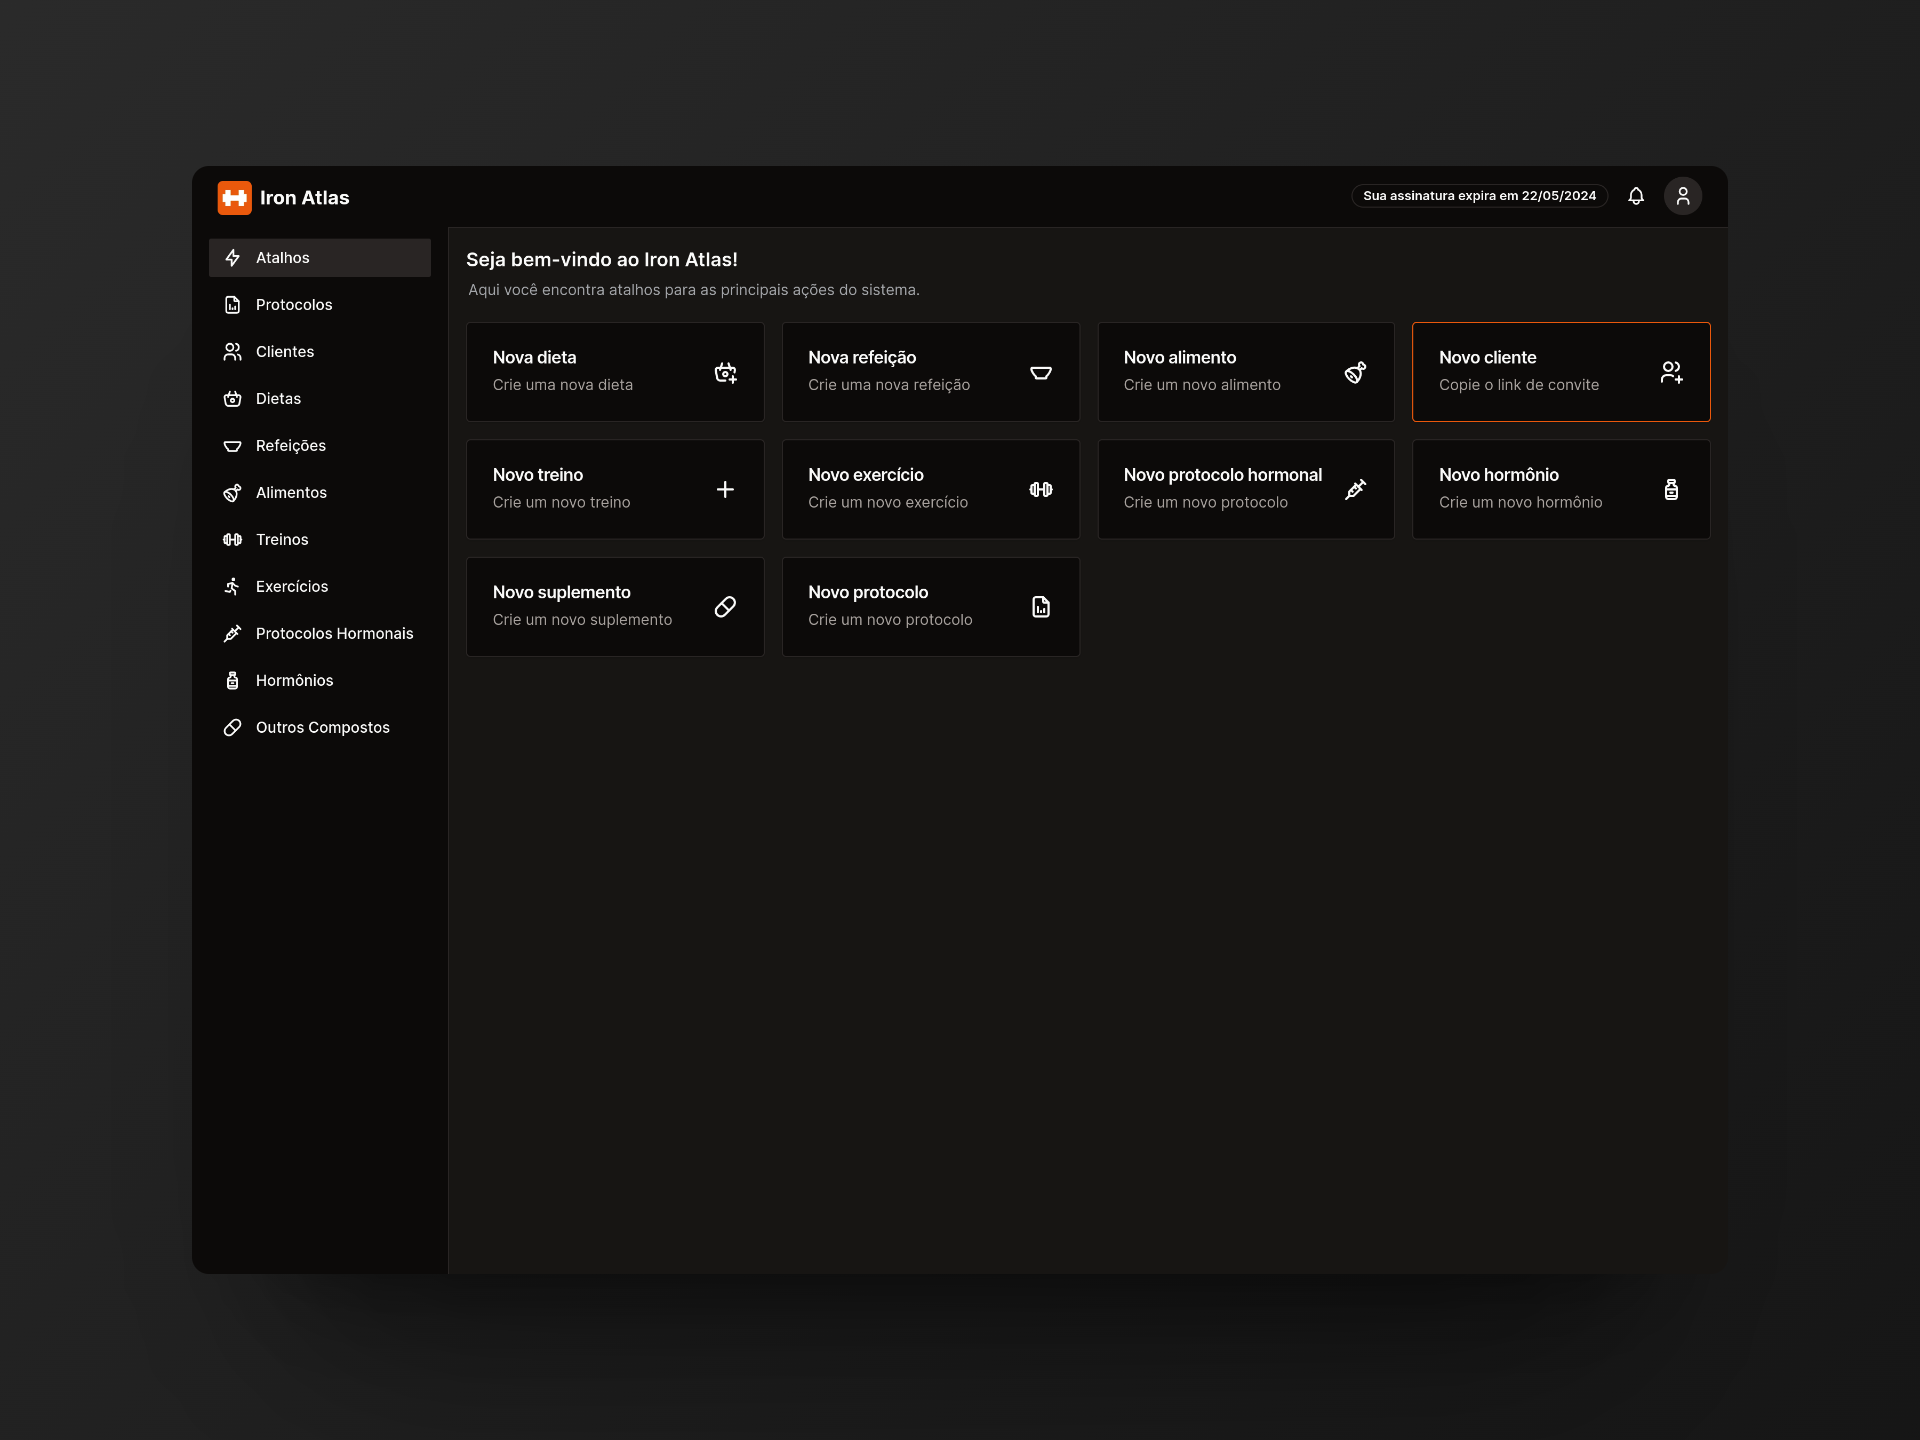 Iron Atlas
Sua assinatura expira em 22/05/2024
Atalhos
Protocolos
Clientes
Dietas
Refeições
Alimentos
Treinos
Exercícios
Protocolos Hormonais
Hormônios
Outros Compostos
Seja bem-vindo ao Iron Atlas!
Aqui você encontra atalhos para as principais ações do sistema.
Nova dieta
Crie uma nova dieta
Nova refeição
Crie uma nova refeição
Novo alimento
Crie um novo alimento
Novo cliente
Copie o link de convite
Novo treino
Crie um novo treino
Novo exercício
Crie um novo exercício
Novo protocolo hormonal
Crie um novo protocolo
Novo hormônio
Crie um novo hormônio
Novo suplemento
Crie um novo suplemento
Novo protocolo
Crie um novo protocolo